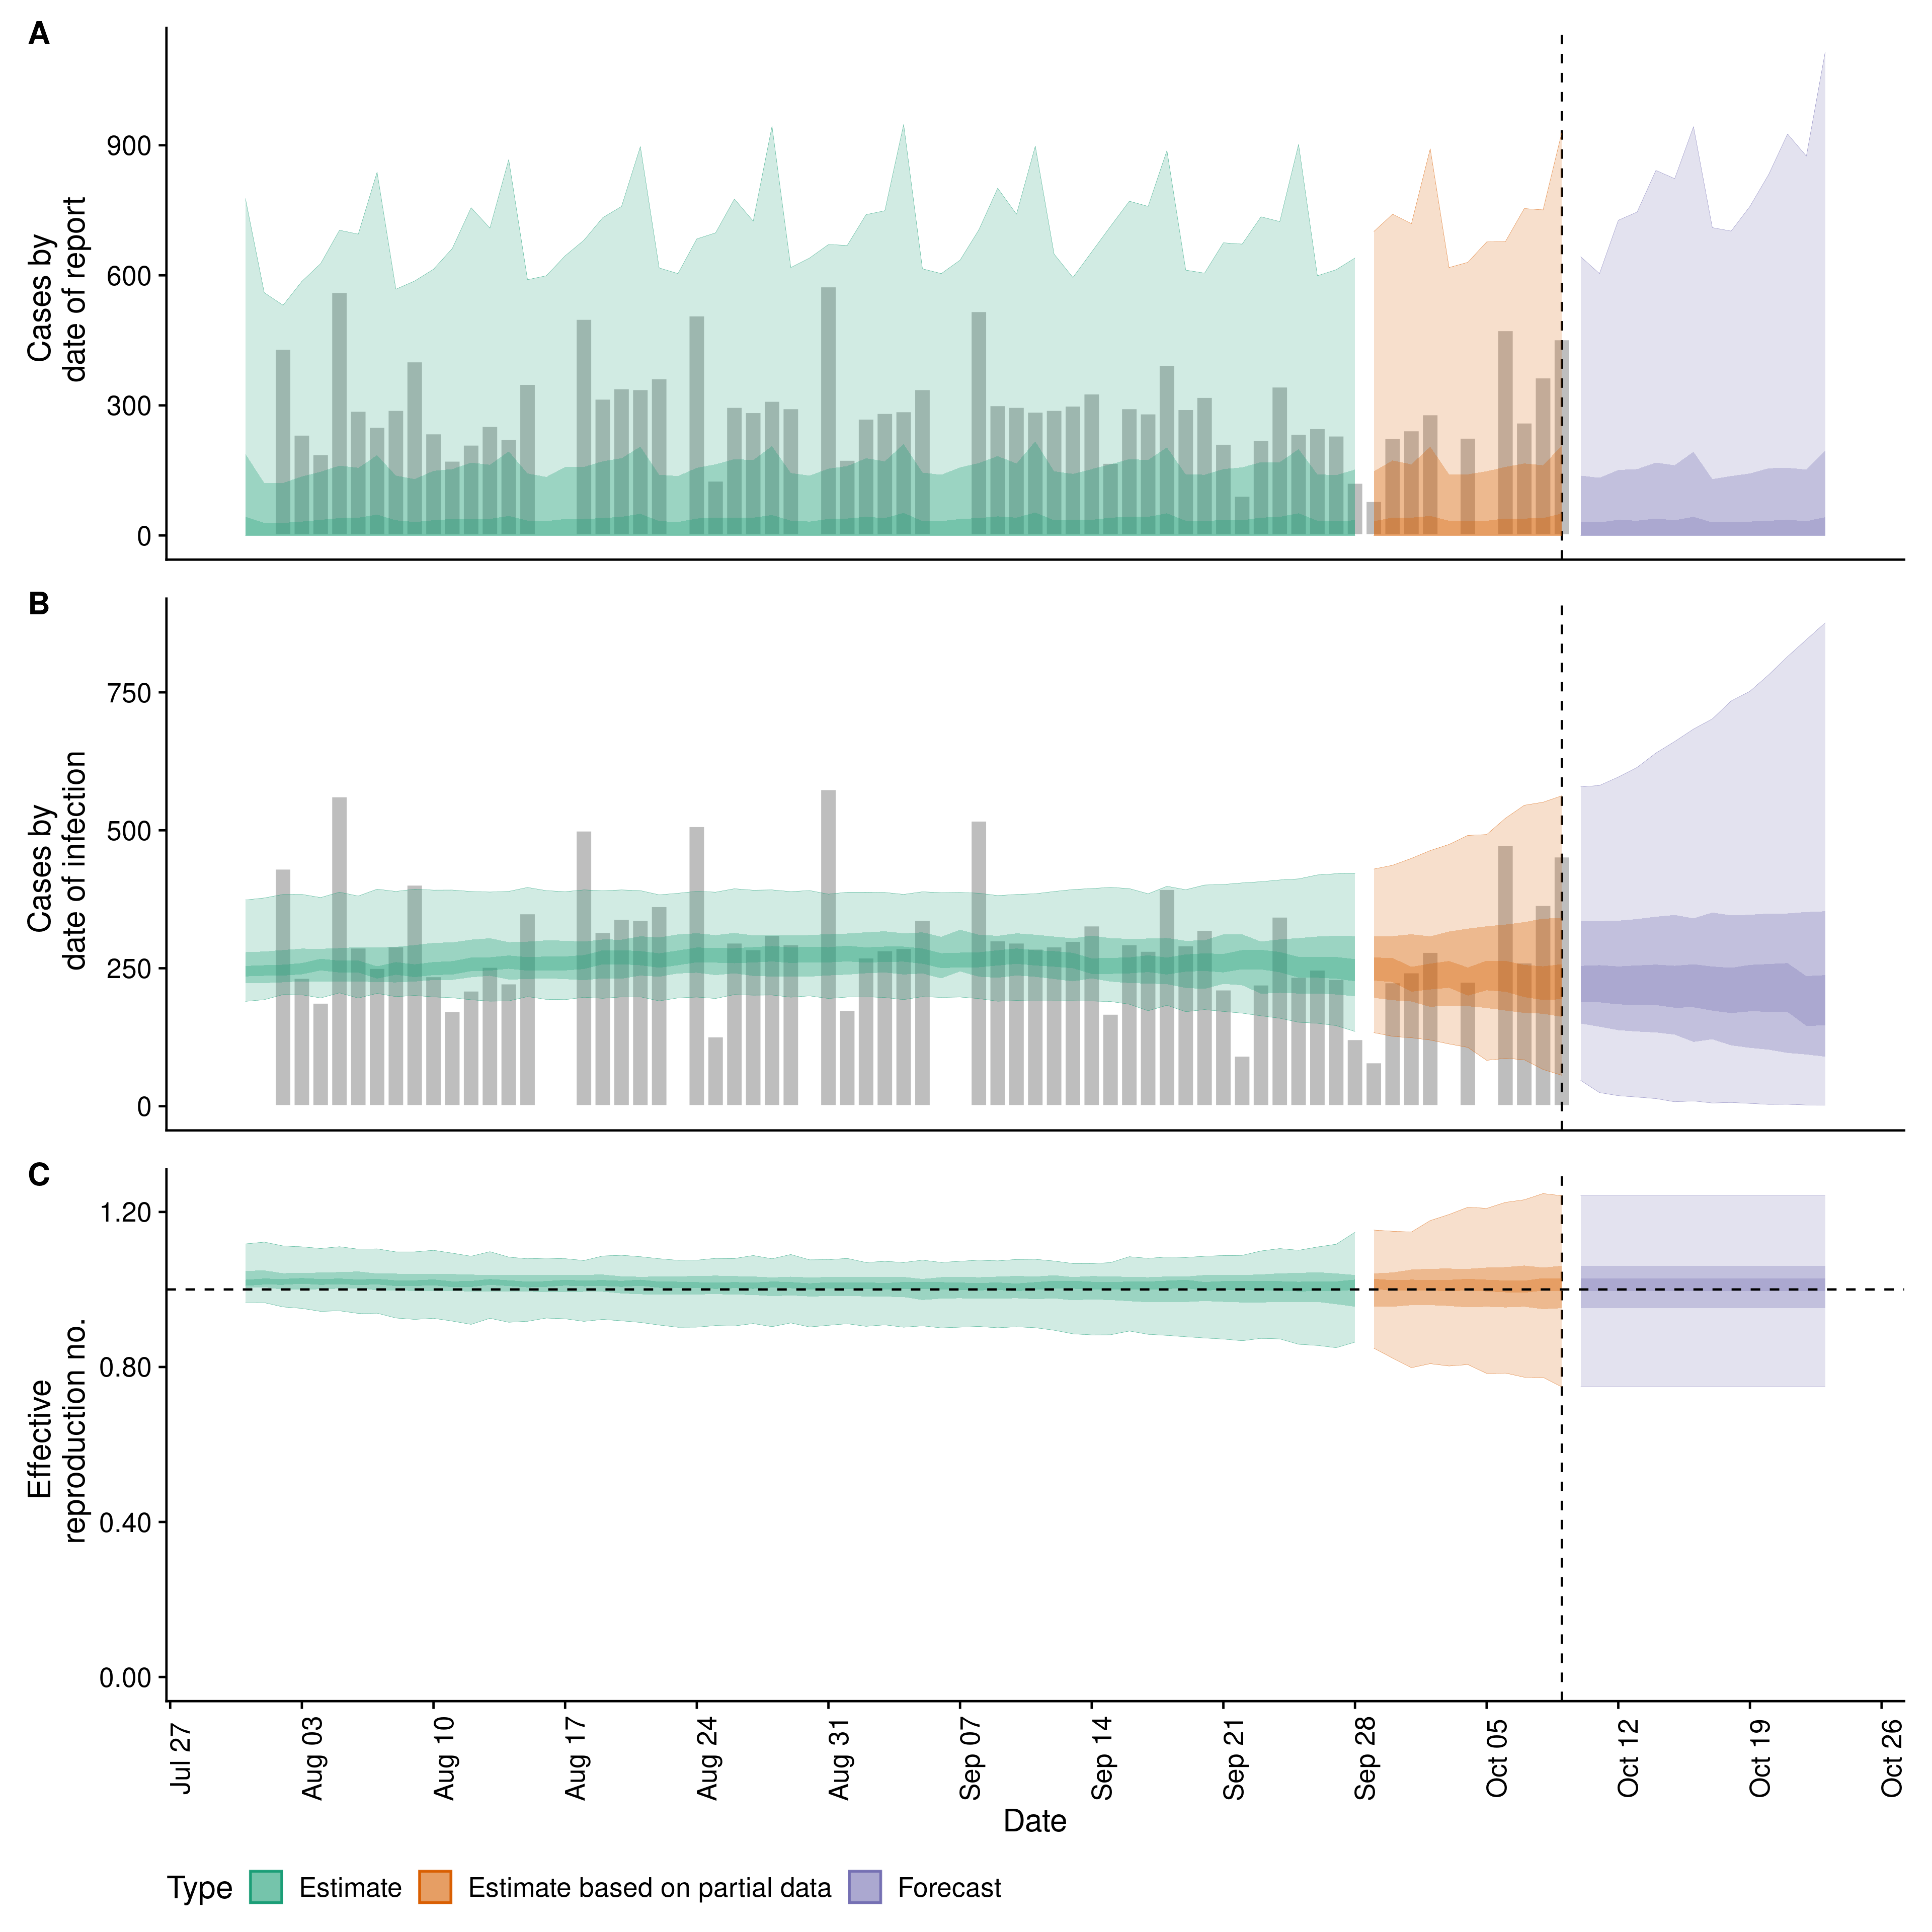 A
Cases by
date of report
900
600
300
0
B
Cases by
date of infection
750
500
250
0
C
Effective
reproduction no.
1.20
0.80
0.40
0.00
Jul 27
Aug 03
Aug 10
Aug 17
Aug 24
Aug 31
Sep 07
Sep 14
Sep 21
Sep 28
Oct 05
Oct 12
Oct 19
Oct 26
Date
Type Estimate Estimate based on partial data Forecast